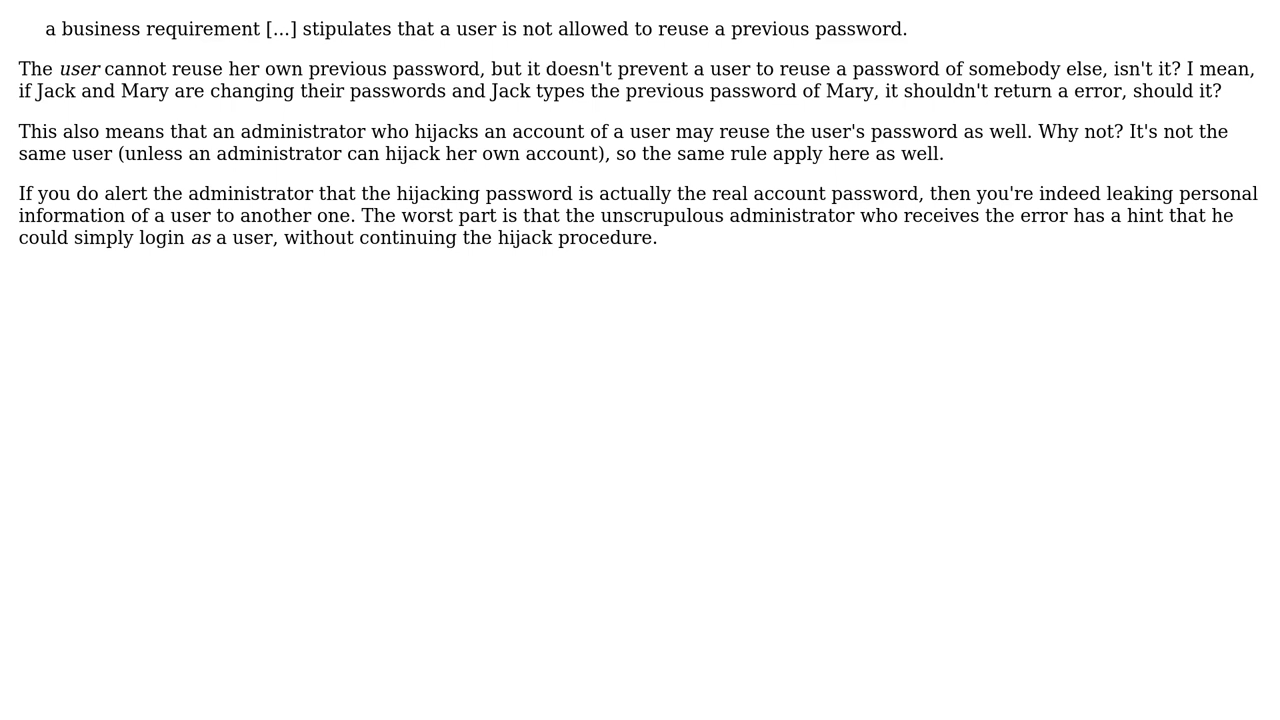 a business requirement [...] stipulates that a user is not allowed to reuse a previous password.
The user cannot reuse her own previous password, but it doesn't prevent a user to reuse a password of somebody else, isn't it? I mean,
if Jack and Mary are changing their passwords and Jack types the previous password of Mary, it shouldn't return a error, should it?
This also means that an administrator who hijacks an account of a user may reuse the user's password as well. Why not? It's not the
same user (unless an administrator can hijack her own account), so the same rule apply here as well.
If you do alert the administrator that the hijacking password is actually the real account password, then you're indeed leaking personal
information of a user to another one. The worst part is that the unscrupulous administrator who receives the error has a hint that he
could simply login as a user, without continuing the hijack procedure.